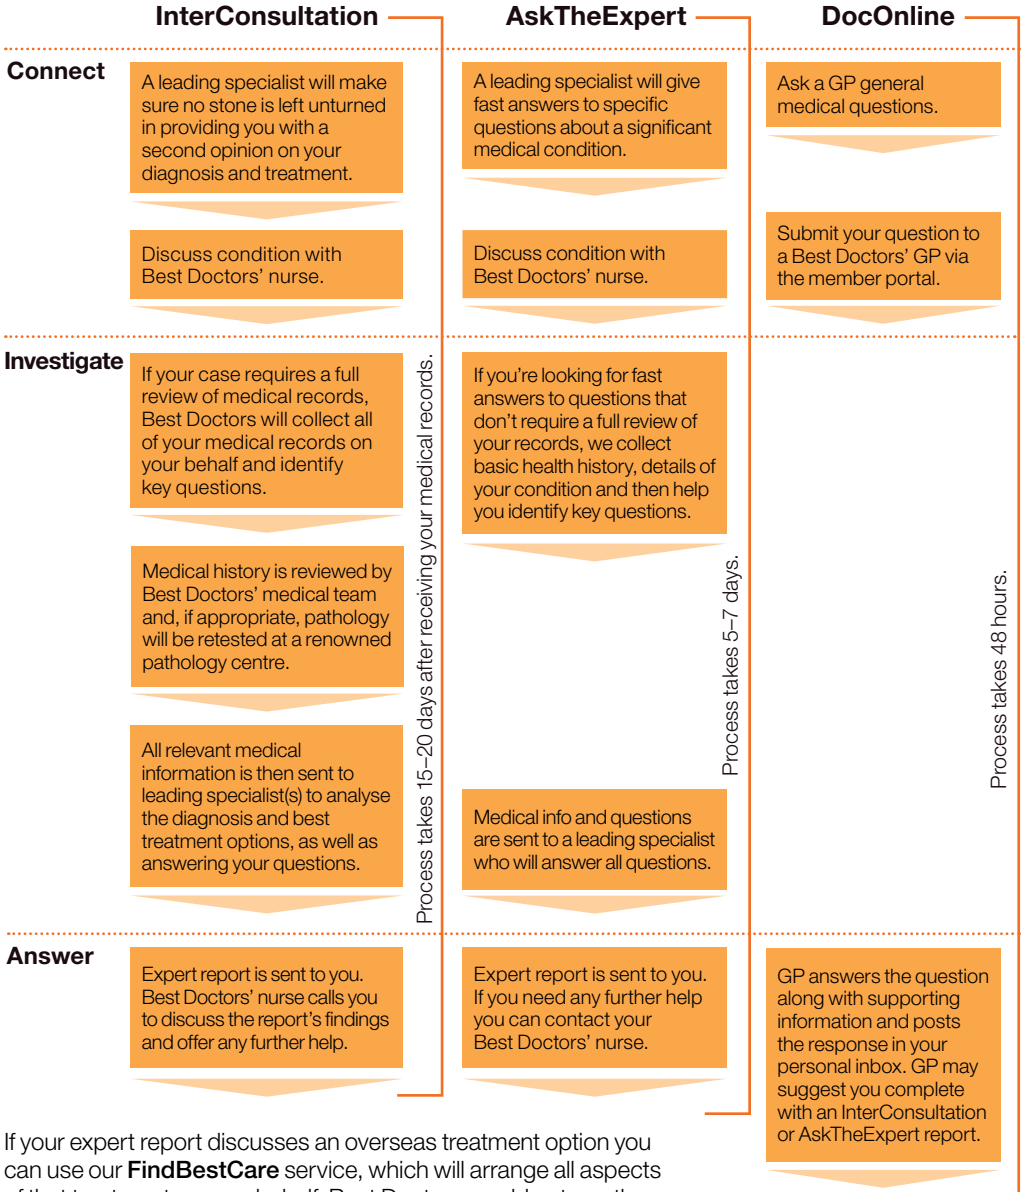 InterConsultation
AskTheExpert
DocOnline
Connect
A leading specialist will make
sure no stone is left unturned
in providing you with a
second opinion on your
diagnosis and treatment.
Discuss condition with
Best Doctors’ nurse.
A leading specialist will give
fast answers to specific
questions about a significant
medical condition.
Discuss condition with
Best Doctors’ nurse.
Ask a GP general
medical questions.
Submit your question to
a Best Doctors’ GP via
the member portal.
Investigate
If your case requires a full
review of medical records,
Best Doctors will collect all
of your medical records on
your behalf and identify
key questions.
Medical history is reviewed by
Best Doctors’ medical team
and, if appropriate, pathology
will be retested at a renowned
pathology centre.
All relevant medical
information is then sent to
leading specialist(s) to analyse
the diagnosis and best
treatment options, as well as
answering your questions.
Process takes 15–20 days after receiving your medical records.
If you’re looking for fast
answers to questions that
don’t require a full review of
your records, we collect
basic health history, details of
your condition and then help
you identify key questions.
Medical info and questions
are sent to a leading specialist
who will answer all questions.
Process takes 5–7 days.
Process takes 48 hours.
Answer
Expert report is sent to you.
Best Doctors’ nurse calls you
to discuss the report’s findings
and offer any further help.
Expert report is sent to you.
If you need any further help
you can contact your
Best Doctors’ nurse.
GP answers the question
along with supporting
information and posts
the response in your
personal inbox. GP may
suggest you complete
with an InterConsultation
or AskTheExpert report.
If your expert report discusses an overseas treatment option you
can use our FindBestCare service, which will arrange all aspects